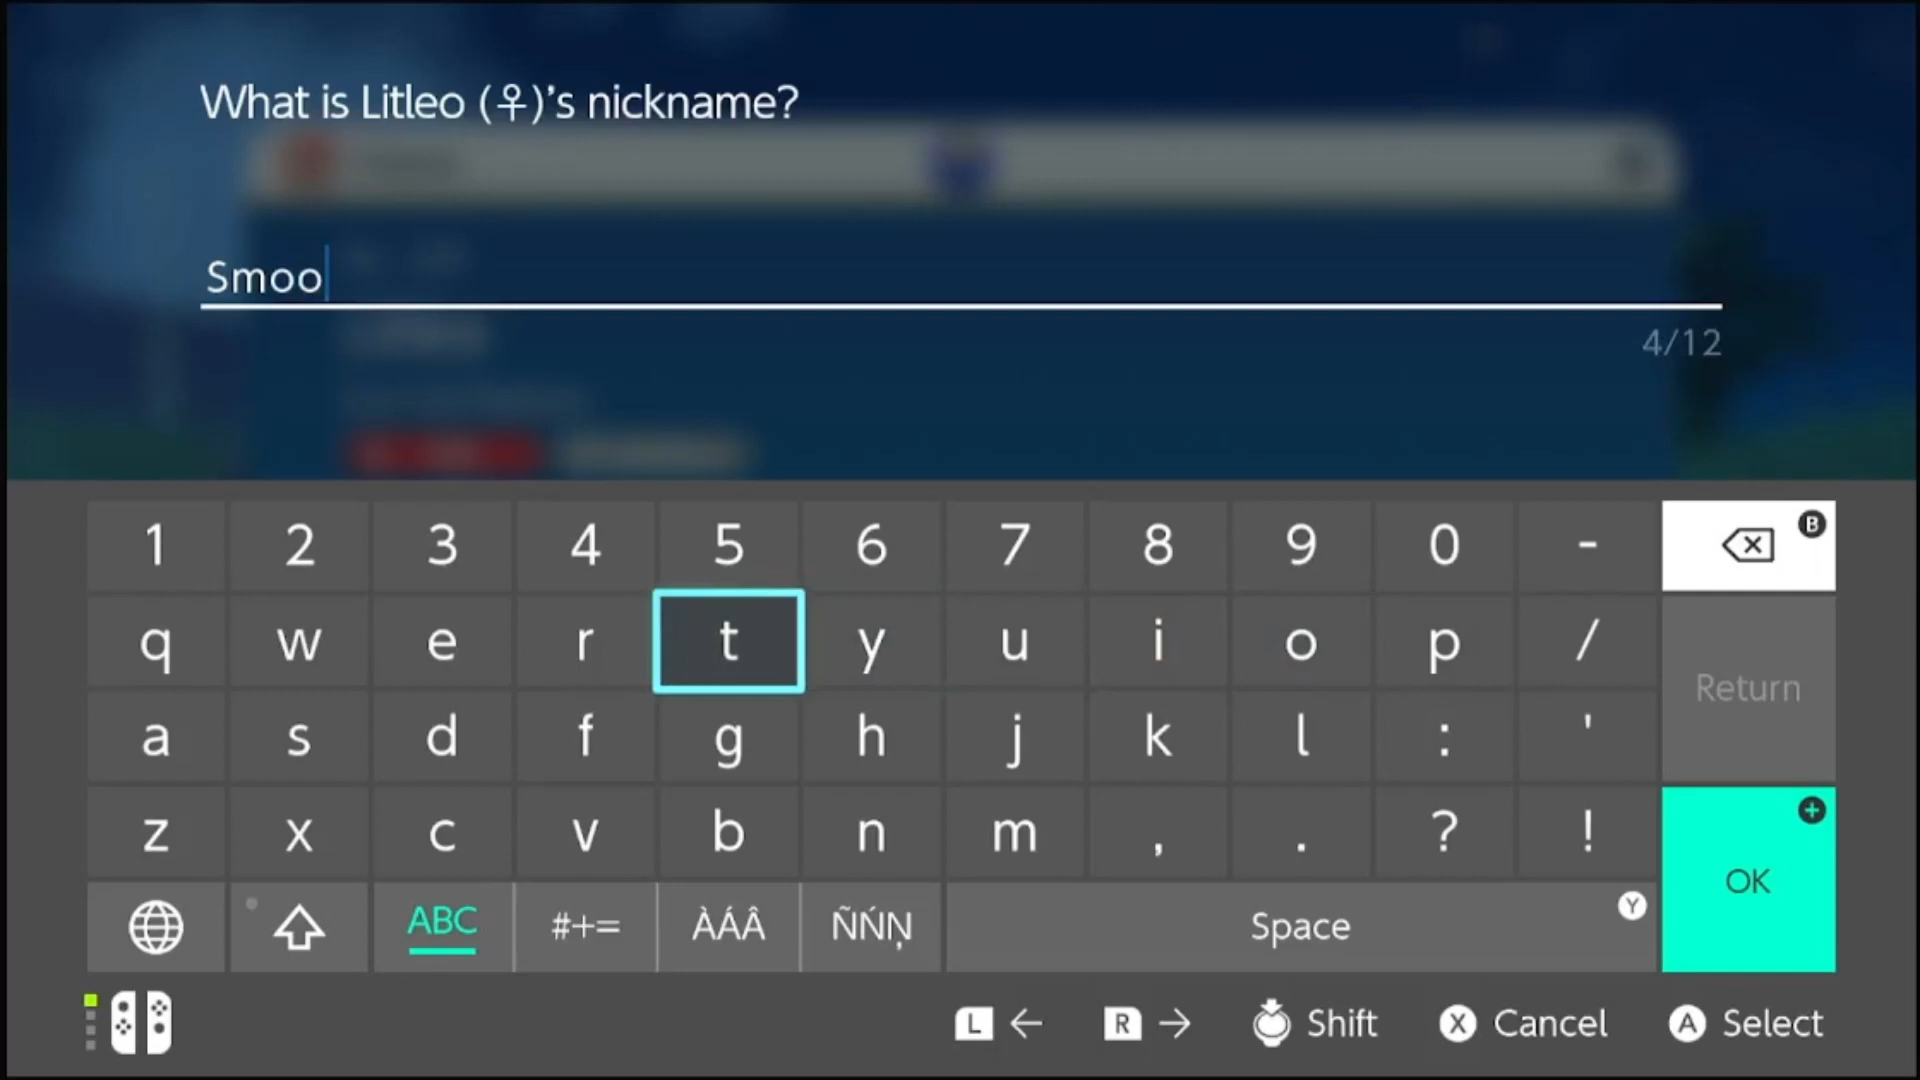 What is Litleo (♀)'s nickname?
Smoo
4/12
1 2 3 4 5 6 7 8 9 0 - B
q w e r t y u i o p /
Return
a s d f g h j k l : '
z x c v b n m , . ? ! +
OK
ABC #+= ÀÁÂ ÑŃŅ Space Y
L ← R → Shift X Cancel A Select